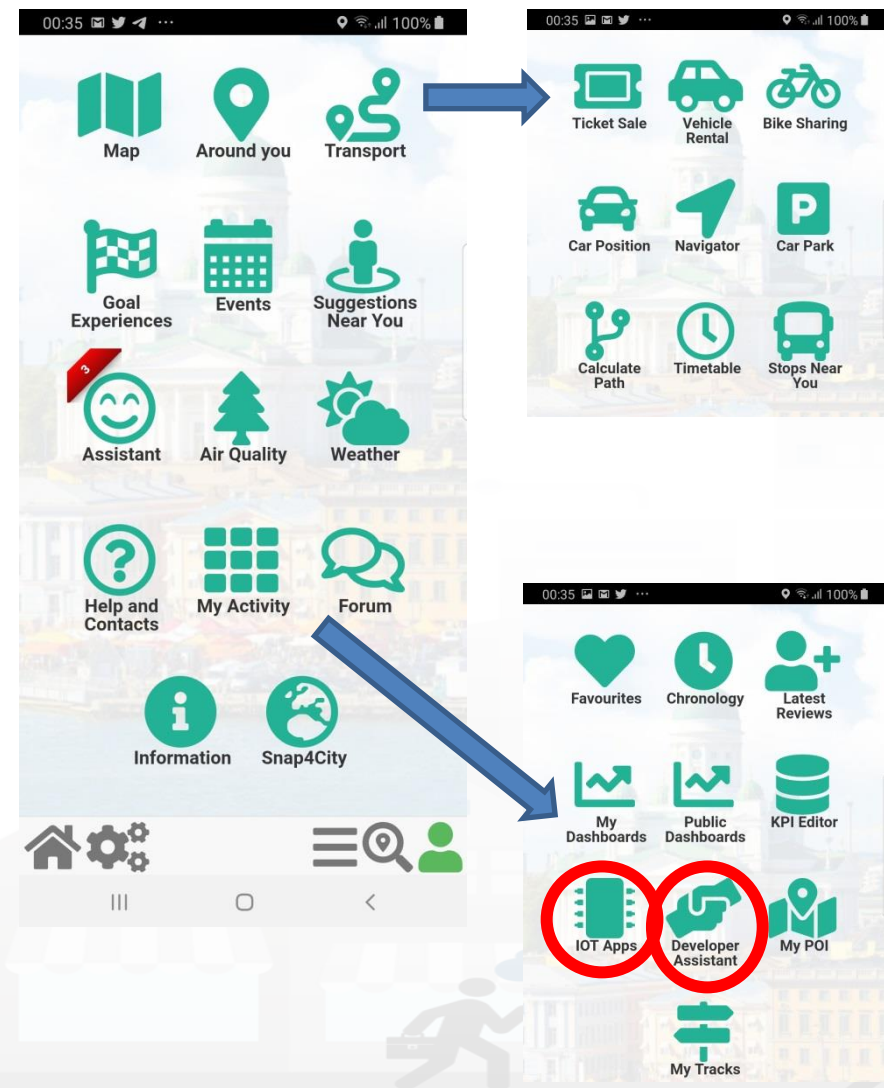 00:35 ··· 100%
Map Around you Transport
Goal
Experiences
Events
Suggestions
Near You
3
Assistant Air Quality Weather
Help and
Contacts
My Activity Forum
i
Information Snap4City
00:35 ··· 100%
Ticket Sale
Vehicle
Rental
Bike Sharing
P
Car Position Navigator Car Park
Calculate
Path
Timetable
Stops Near
You
00:35 ··· 100%
Favourites Chronology
Latest
Reviews
My
Dashboards
Public
Dashboards
KPI Editor
IOT Apps
Developer
Assistant
My POI
My Tracks